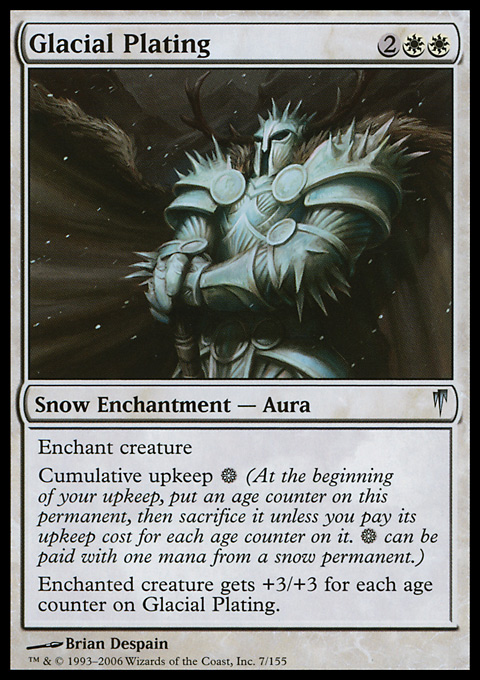 Glacial Plating 2
Snow Enchantment — Aura
Enchant creature
Cumulative upkeep (At the beginning
of your upkeep, put an age counter on this
permanent, then sacrifice it unless you pay its
upkeep cost for each age counter on it. can be
paid with one mana from a snow permanent.)
Enchanted creature gets +3/+3 for each age
counter on Glacial Plating.
Brian Despain
™ & © 1993–2006 Wizards of the Coast, Inc. 7/155